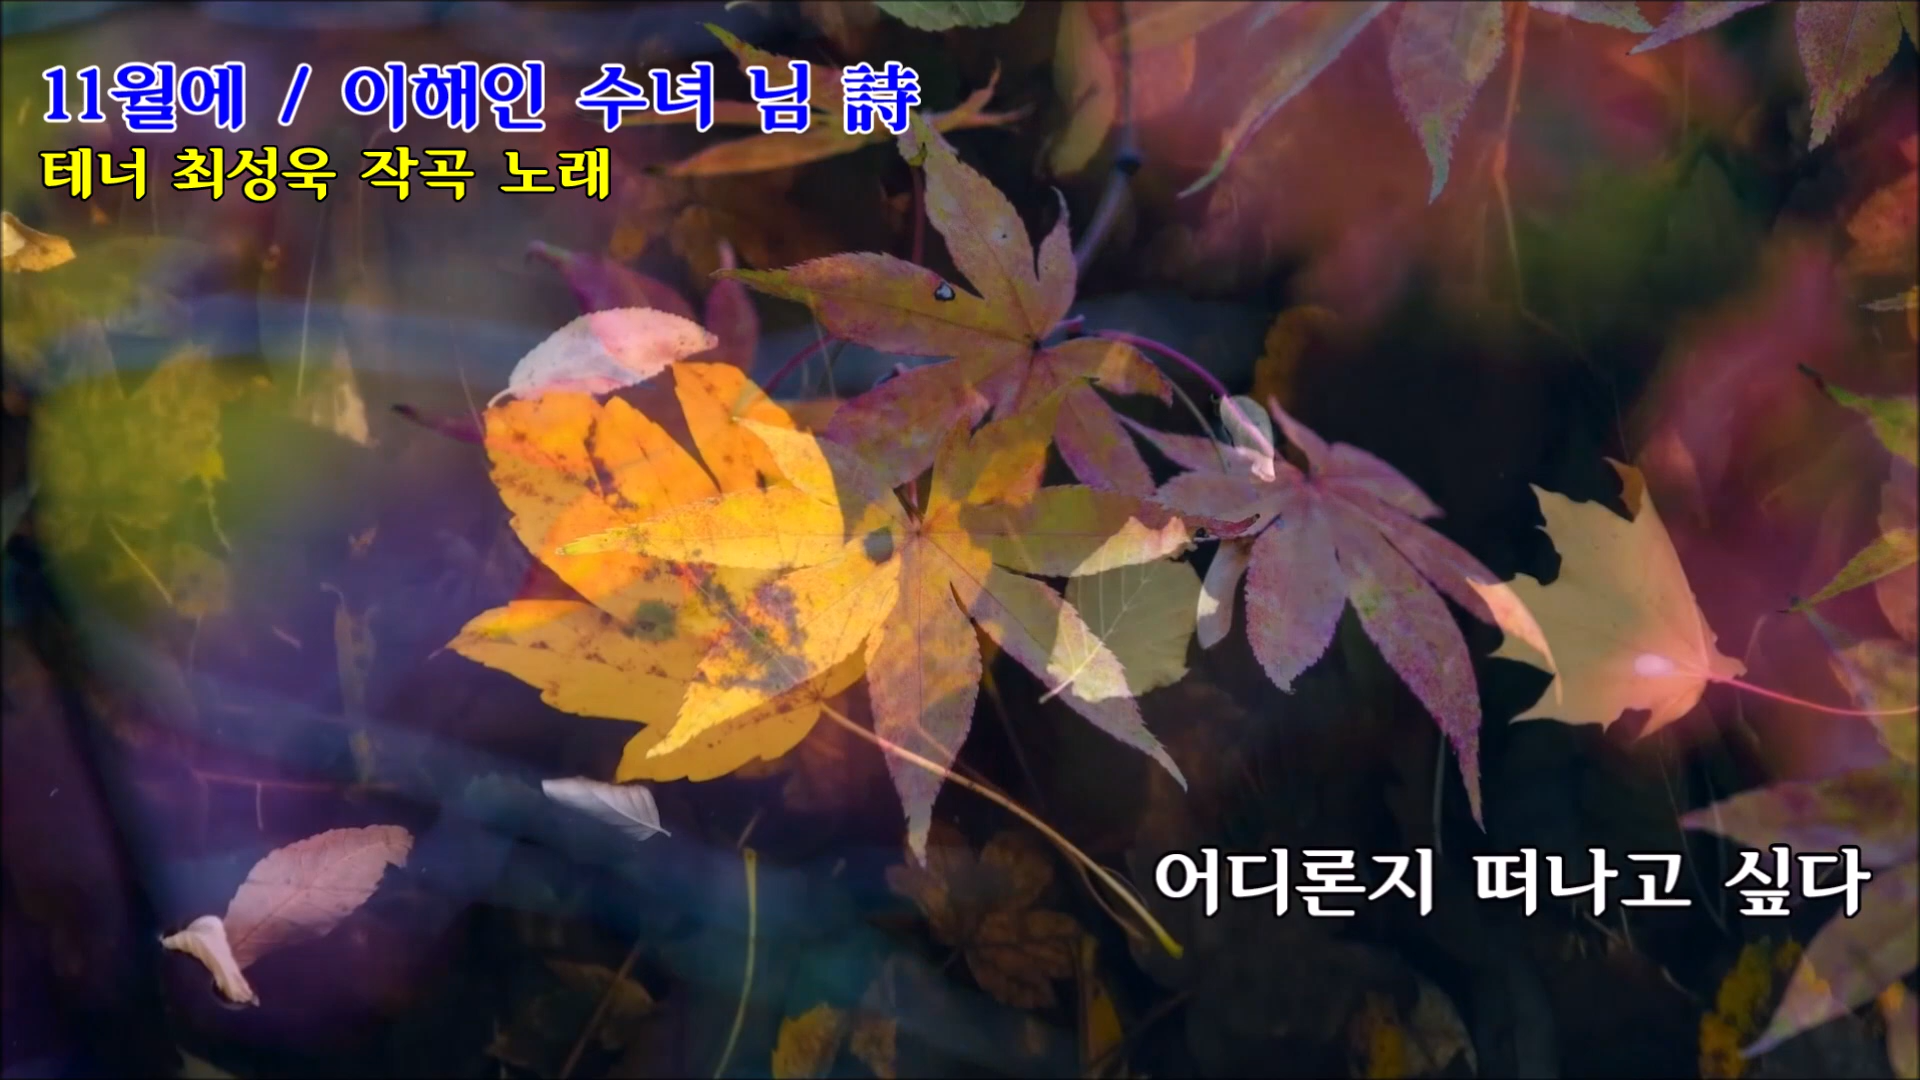 11월에 / 이해인 수녀 님 詩
테너 최성욱 작곡 노래
어디론지 떠나고 싶다